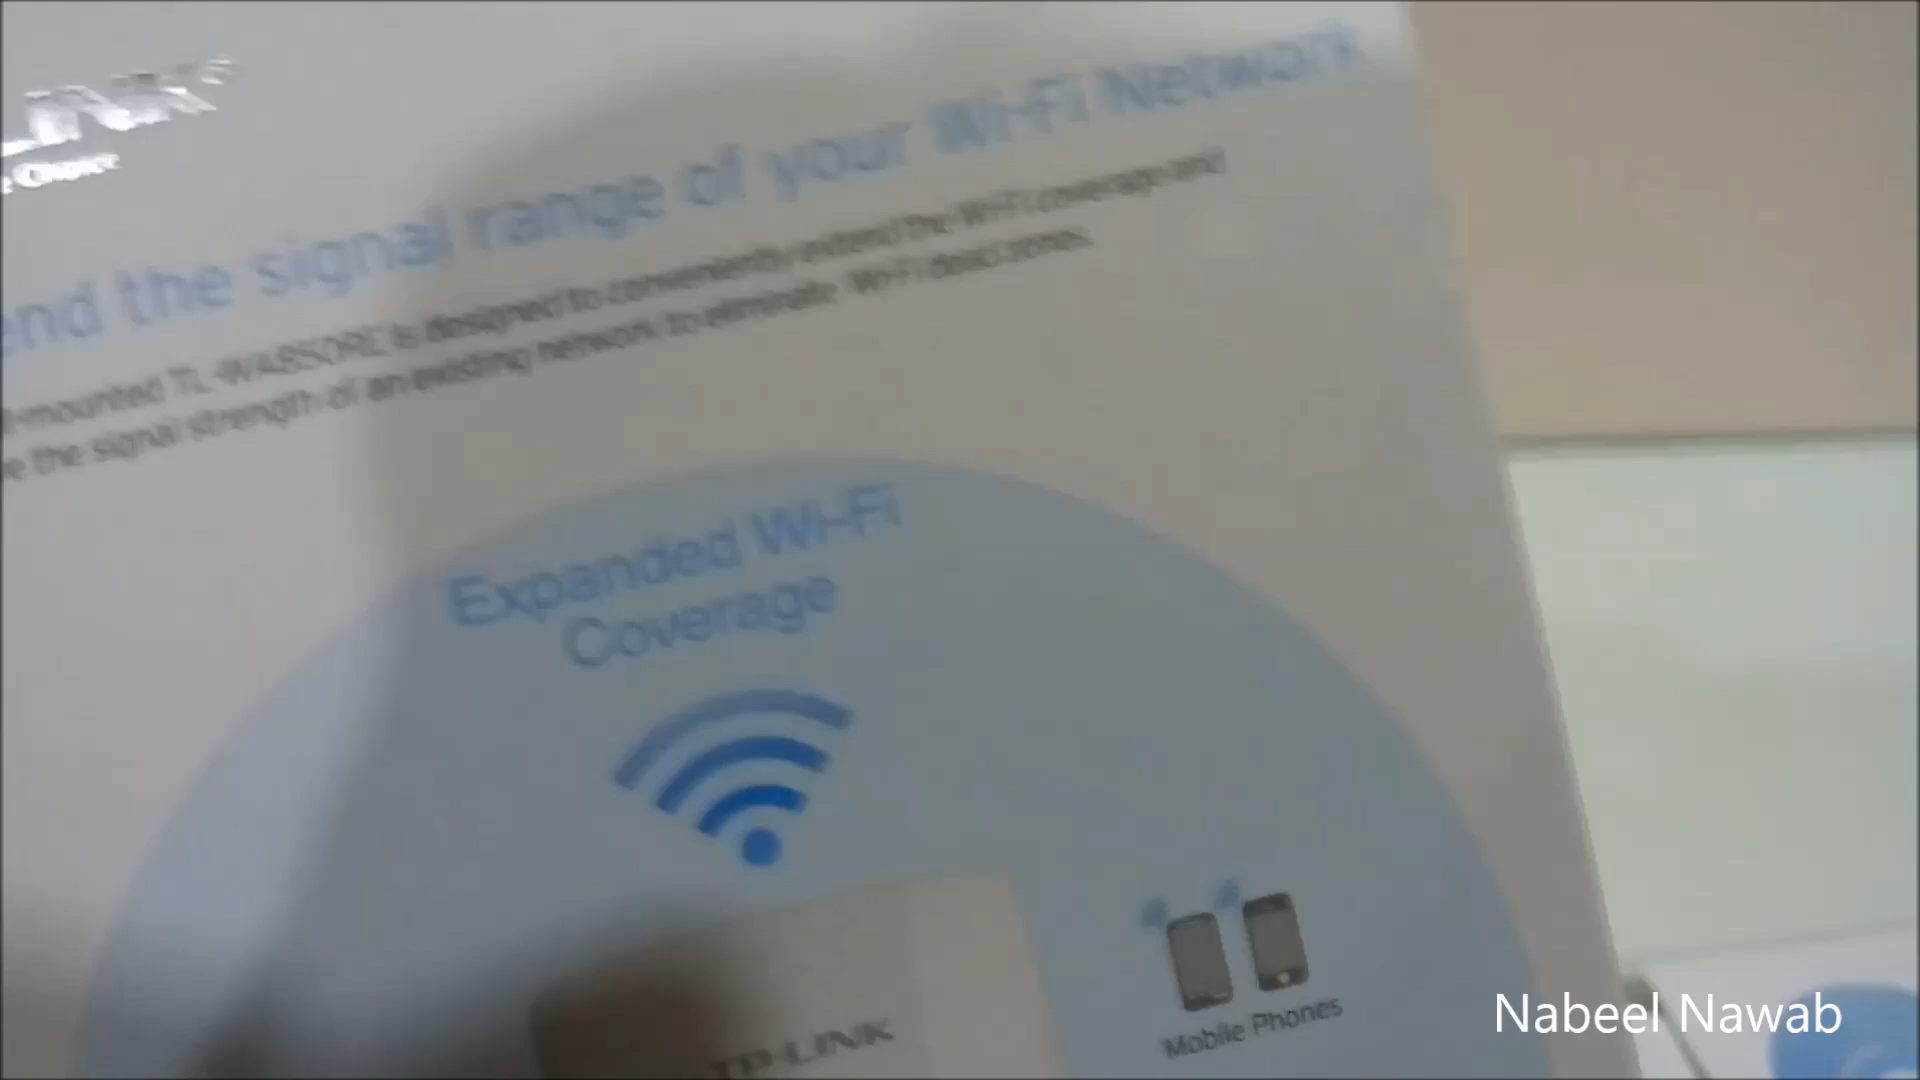 end the signal range of your Wi-Fi Network
mounted TL-WA850RE is designed to conveniently extend the Wi-Fi coverage and
the signal strength of an existing network to eliminate Wi-Fi dead zones.
Expanded Wi-Fi
Coverage
TP-LINK
Mobile Phones
Nabeel Nawab